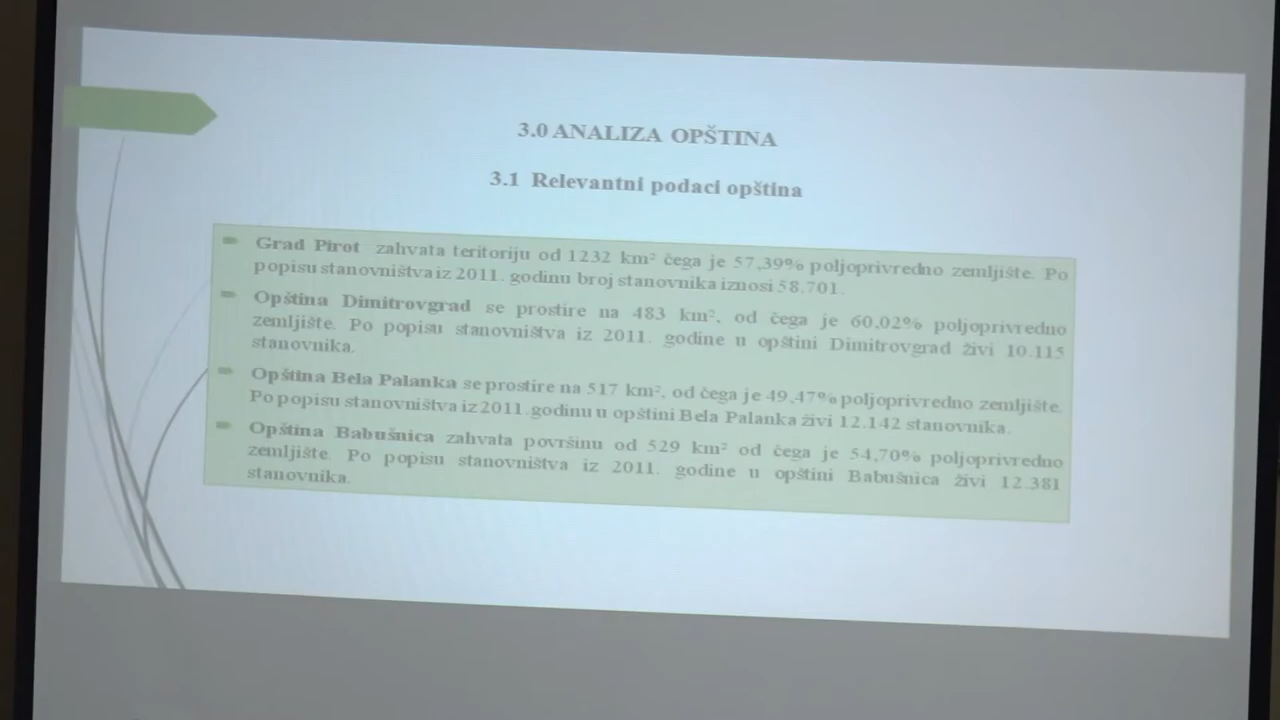 3.0 ANALIZA OPŠTINA
3.1 Relevantni podaci opština
Grad Pirot zahvata teritoriju od 1232 km² čega je 57,39% poljoprivredno zemljište. Po
popisu stanovništva iz 2011. godinu broj stanovnika iznosi 58.701.
Opština Dimitrovgrad se prostire na 483 km², od čega je 60,02% poljoprivredno
zemljište. Po popisu stanovništva iz 2011. godine u opštini Dimitrovgrad živi 10.115
stanovnika.
Opština Bela Palanka se prostire na 517 km², od čega je 49,47% poljoprivredno zemljište.
Po popisu stanovništva iz 2011. godinu u opštini Bela Palanka živi 12.142 stanovnika.
Opština Babušnica zahvata površinu od 529 km² od čega je 54,70% poljoprivredno
zemljište. Po popisu stanovništva iz 2011. godine u opštini Babušnica živi 12.381
stanovnika.